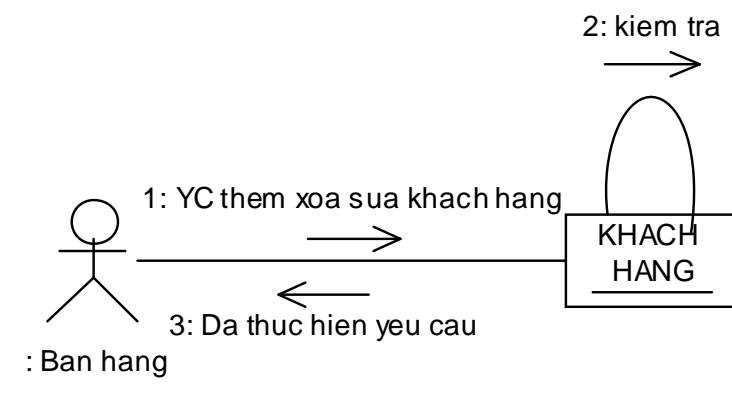 2: kiem tra
1: YC them xoa sua khach hang
KHACH
HANG
3: Da thuc hien yeu cau
: Ban hang